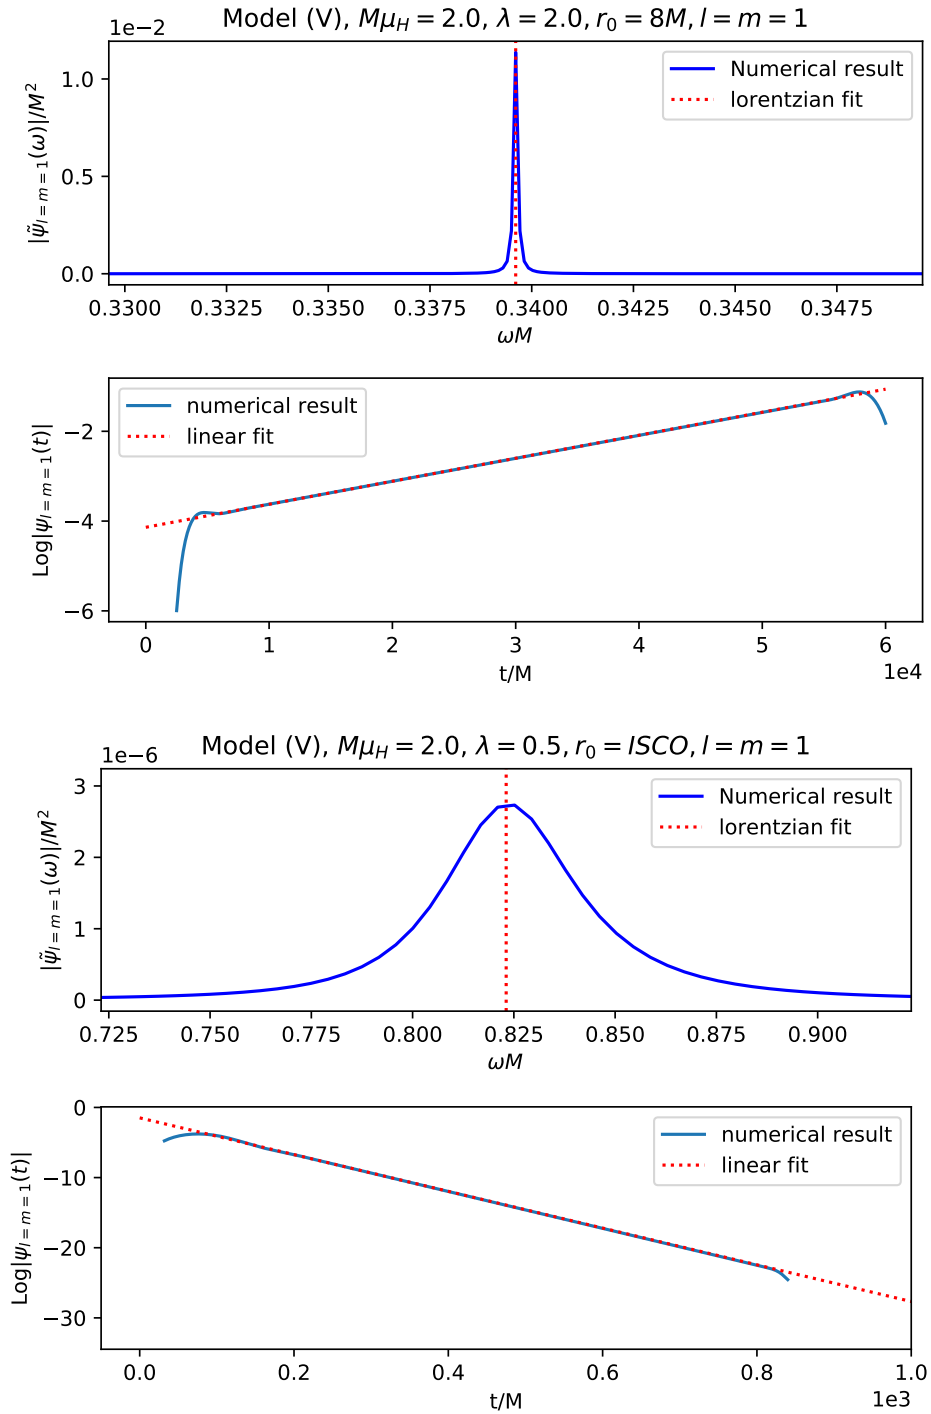 Model (V), Mμ_H = 2.0, λ = 2.0, r_0 = 8M, l = m = 1
1e−2
|ψ̃_{l=m=1}(ω)|/M^2
1.0
0.5
0.0
Numerical result
lorentzian fit
0.3300 0.3325 0.3350 0.3375 0.3400 0.3425 0.3450 0.3475
ωM
Log|ψ_{l=m=1}(t)|
−2
−4
−6
numerical result
linear fit
0 1 2 3 4 5 6
t/M
1e4
Model (V), Mμ_H = 2.0, λ = 0.5, r_0 = ISCO, l = m = 1
1e−6
|ψ̃_{l=m=1}(ω)|/M^2
3
2
1
0
Numerical result
lorentzian fit
0.725 0.750 0.775 0.800 0.825 0.850 0.875 0.900
ωM
Log|ψ_{l=m=1}(t)|
0
−10
−20
−30
numerical result
linear fit
0.0 0.2 0.4 0.6 0.8 1.0
t/M
1e3